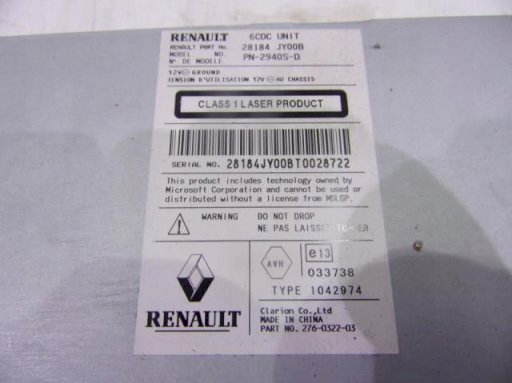 RENAULT 6CDC UNIT
RENAULT PART No. 28184 JY00B
MODEL NO. PN-2940S-D
N° DE MODELE
12V⊖ GROUND
TENSION D'UTILISATION 12V ⊖ AU CHASSIS
CLASS 1 LASER PRODUCT
SERIAL NO. 28184JY00BT0028722
This product includes technology owned by
Microsoft Corporation and cannot be used or
distributed without a license from MSLGP.
WARNING DO NOT DROP
NE PAS LAISSER TOMBER
AVH e13
033738
TYPE 1042974
RENAULT
Clarion Co.,Ltd
MADE IN CHINA
PART NO. 276-0322-03